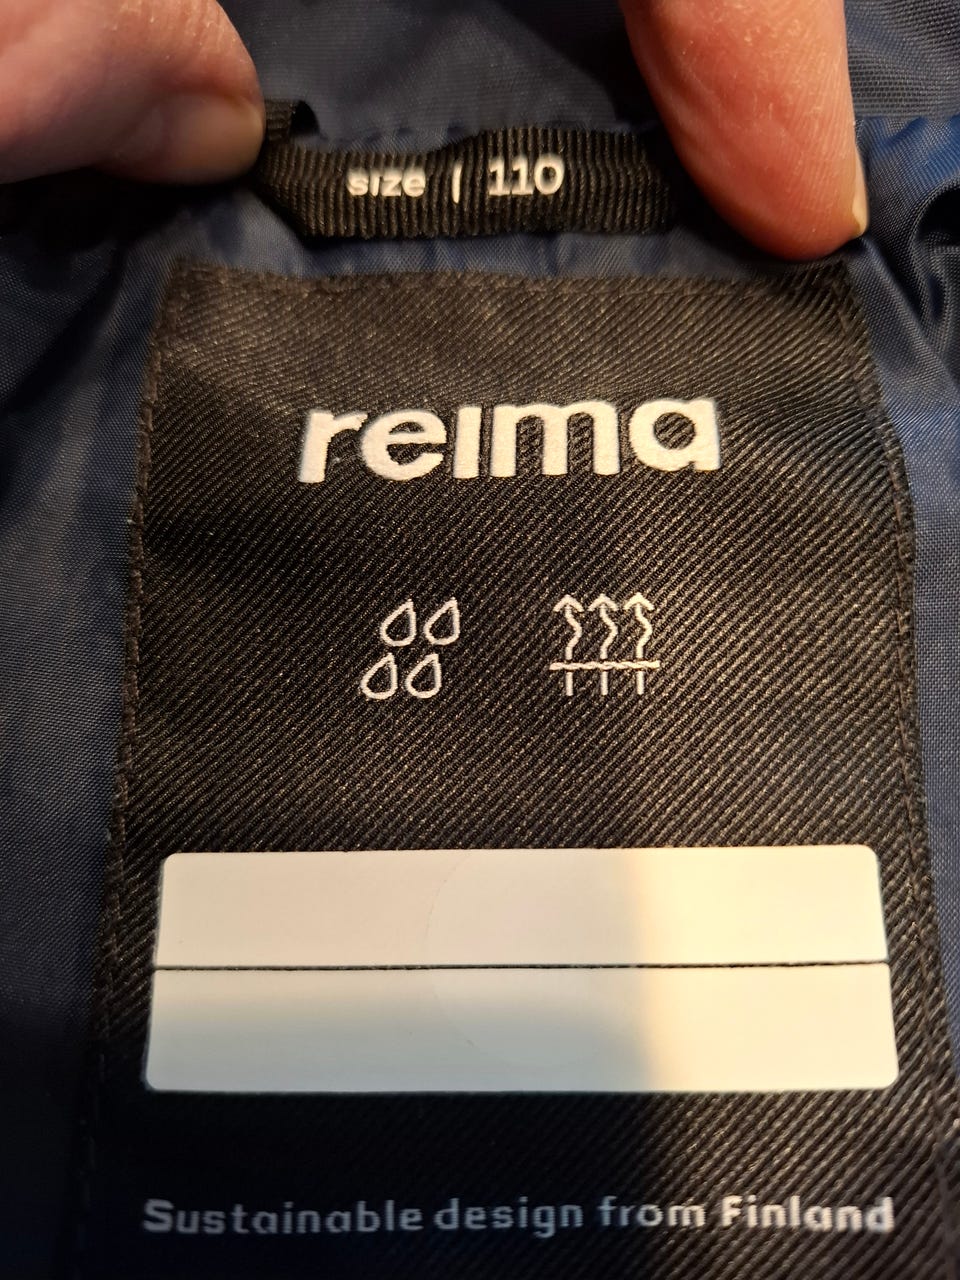 size | 110
reima
Sustainable design from Finland